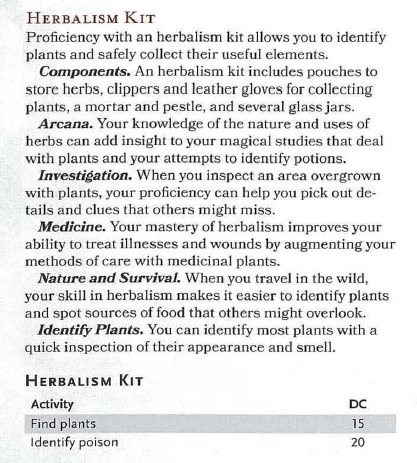 HERBALISM KIT
Proficiency with an herbalism kit allows you to identify
plants and safely collect their useful elements.
Components. An herbalism kit includes pouches to
store herbs, clippers and leather gloves for collecting
plants, a mortar and pestle, and several glass jars.
Arcana. Your knowledge of the nature and uses of
herbs can add insight to your magical studies that deal
with plants and your attempts to identify potions.
Investigation. When you inspect an area overgrown
with plants, your proficiency can help you pick out de-
tails and clues that others might miss.
Medicine. Your mastery of herbalism improves your
ability to treat illnesses and wounds by augmenting your
methods of care with medicinal plants.
Nature and Survival. When you travel in the wild,
your skill in herbalism makes it easier to identify plants
and spot sources of food that others might overlook.
Identify Plants. You can identify most plants with a
quick inspection of their appearance and smell.
HERBALISM KIT
Activity DC
Find plants 15
Identify poison 20